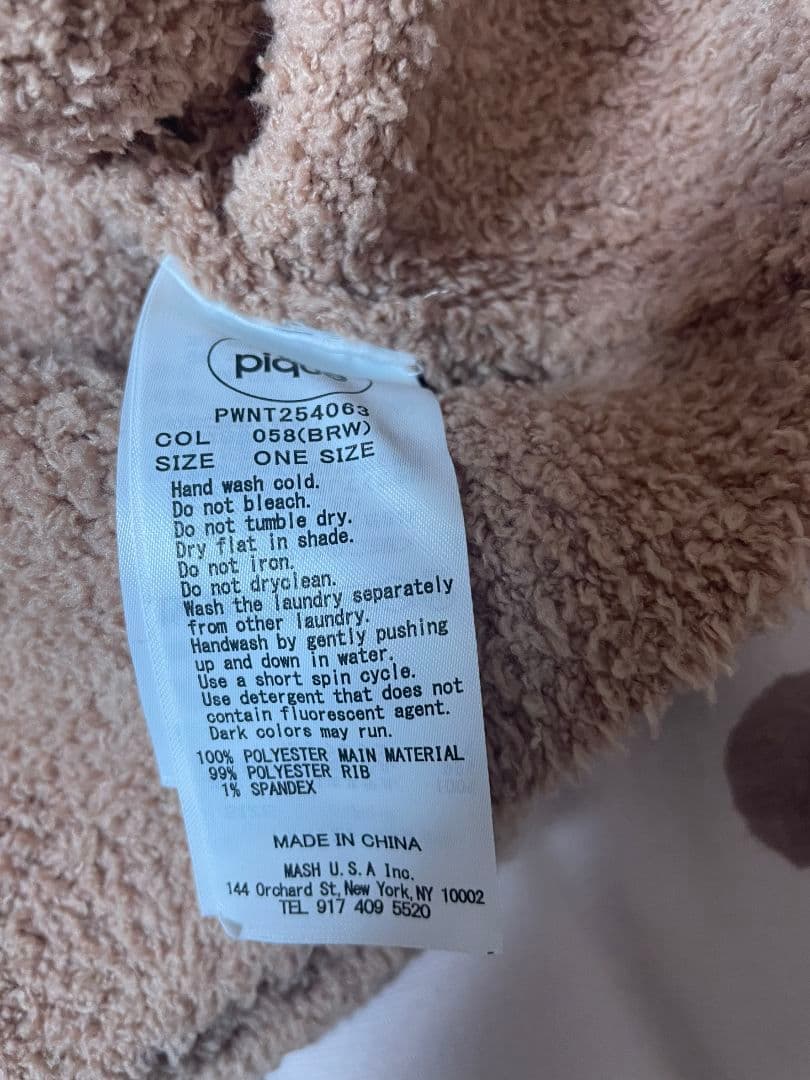 PWNT254063
COL 058(BRW)
SIZE ONE SIZE
Hand wash cold.
Do not bleach.
Do not tumble dry.
Dry flat in shade.
Do not iron.
Do not dryclean.
Wash the laundry separately
from other laundry.
Handwash by gently pushing
up and down in water.
Use a short spin cycle.
Use detergent that does not
contain fluorescent agent.
Dark colors may run.
100% POLYESTER MAIN MATERIAL
99% POLYESTER RIB
1% SPANDEX
MADE IN CHINA
MASH U.S.A Inc.
144 Orchard St, New York, NY 10002
TEL 917 409 5520